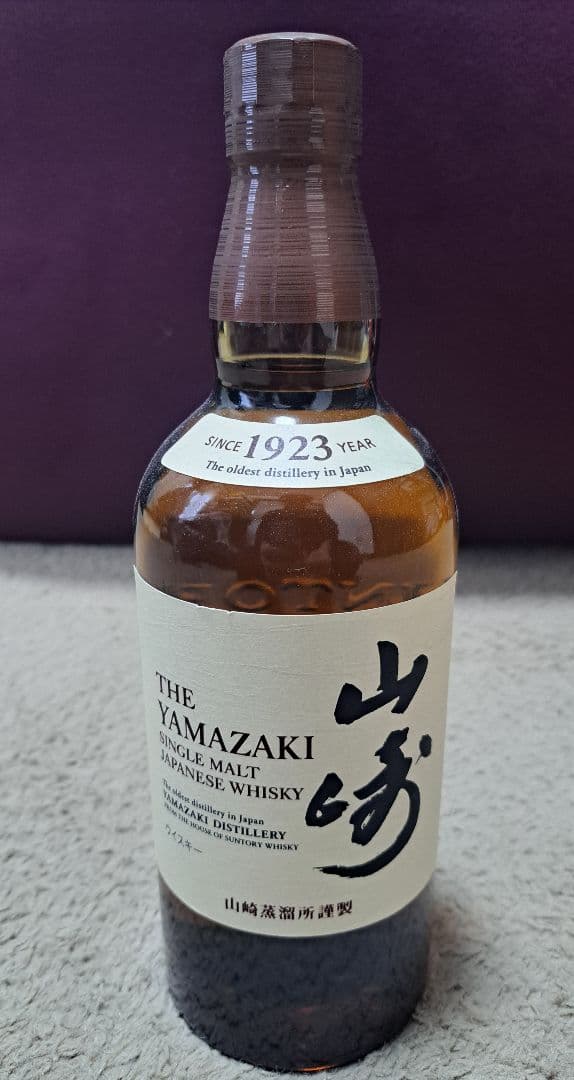 SINCE 1923 YEAR
The oldest distillery in Japan
THE
YAMAZAKI
SINGLE MALT
JAPANESE WHISKY
山崎
The oldest distillery in Japan
YAMAZAKI DISTILLERY
FROM THE HOUSE OF SUNTORY WHISKY
ウイスキー
山崎蒸溜所謹製